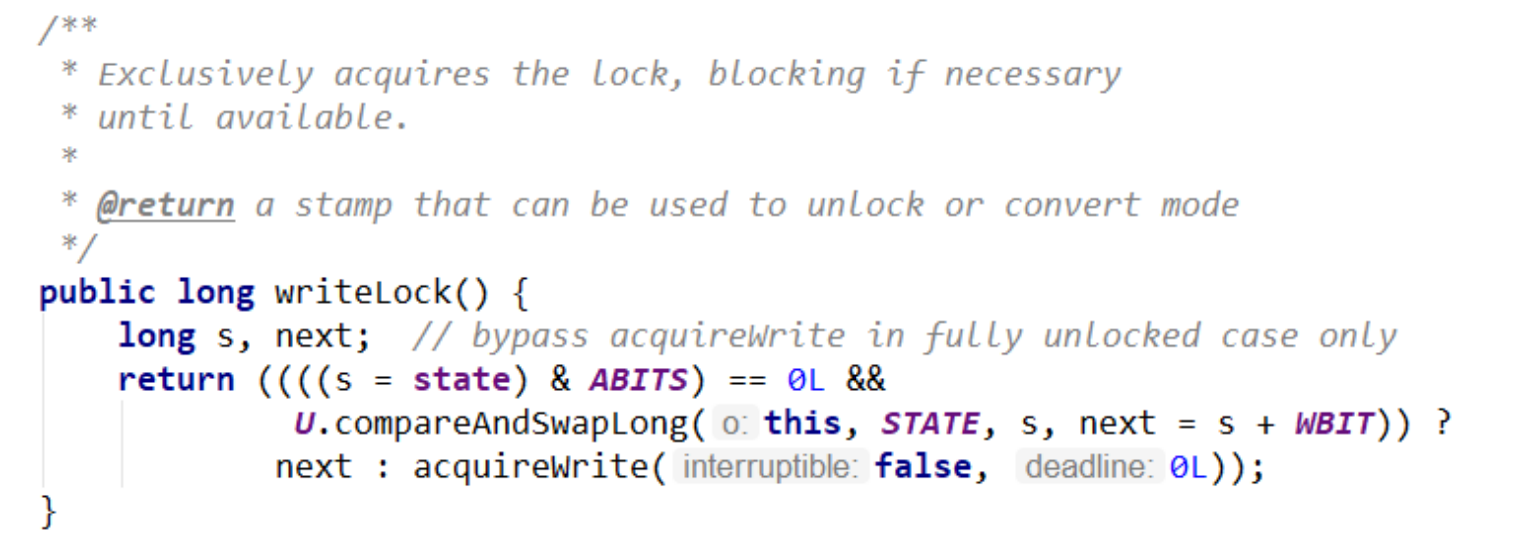 /**
 * Exclusively acquires the lock, blocking if necessary
 * until available.
 *
 * @return a stamp that can be used to unlock or convert mode
 */
public long writeLock() {
    long s, next;  // bypass acquireWrite in fully unlocked case only
    return ((((s = state) & ABITS) == 0L &&
             U.compareAndSwapLong( o: this, STATE, s, next = s + WBIT)) ?
            next : acquireWrite( interruptible: false,  deadline: 0L));
}